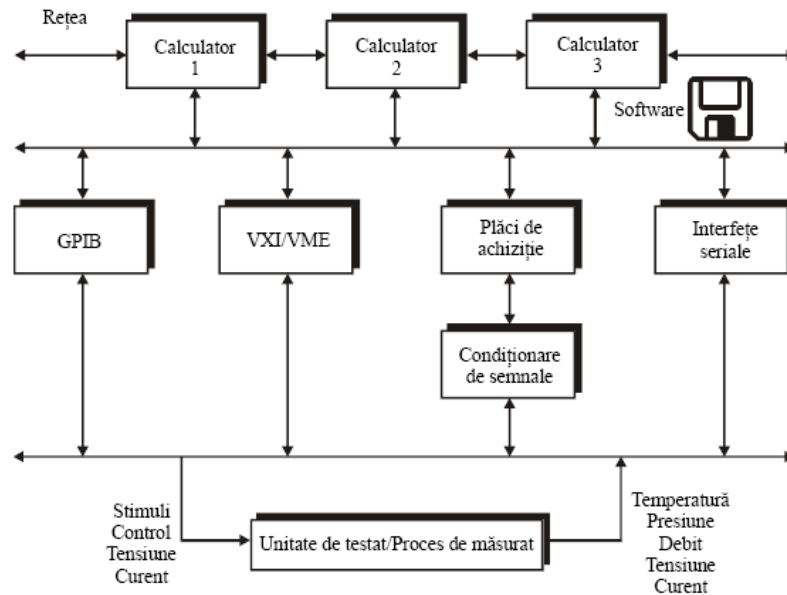 Rețea
Calculator
1
Calculator
2
Calculator
3
Software
GPIB
VXI/VME
Plăci de
achiziție
Interfețe
seriale
Condiționare
de semnale
Stimuli
Control
Tensiune
Curent
Unitate de testat/Proces de măsurat
Temperatură
Presiune
Debit
Tensiune
Curent